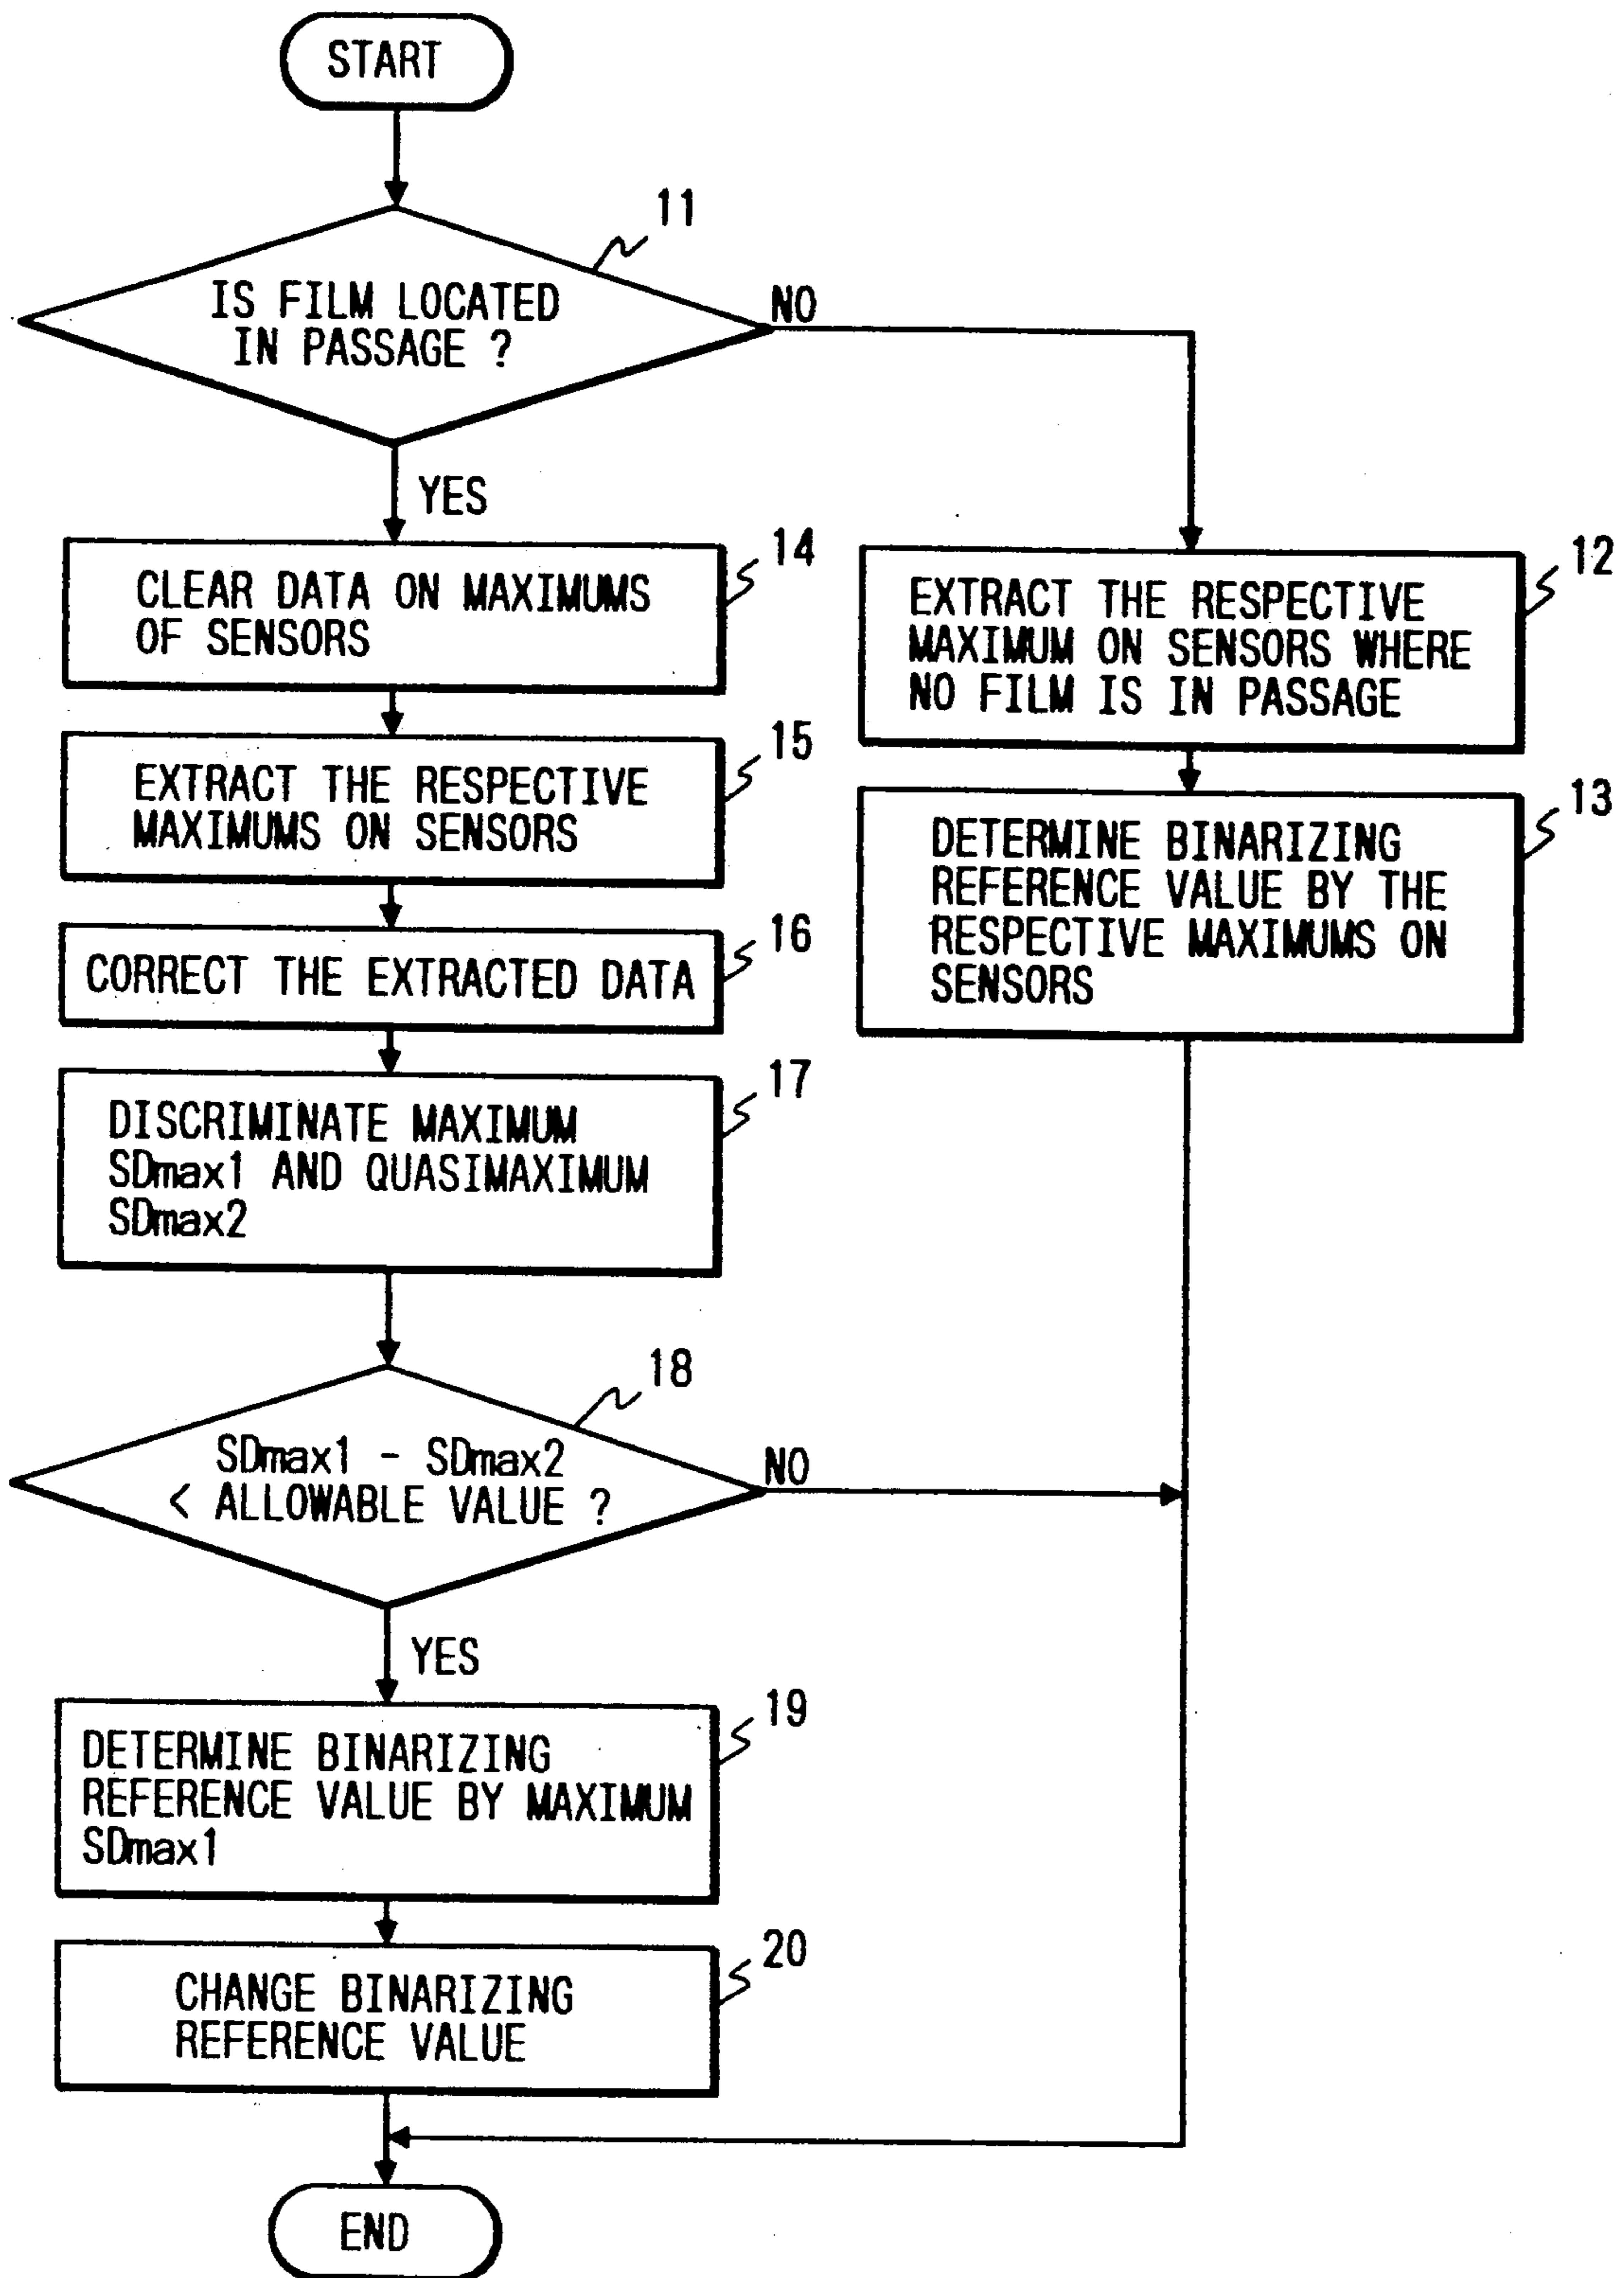 START
11
IS FILM LOCATED
IN PASSAGE ?
NO
YES
14
CLEAR DATA ON MAXIMUMS
OF SENSORS
12
EXTRACT THE RESPECTIVE
MAXIMUM ON SENSORS WHERE
NO FILM IS IN PASSAGE
15
EXTRACT THE RESPECTIVE
MAXIMUMS ON SENSORS
13
DETERMINE BINARIZING
REFERENCE VALUE BY THE
RESPECTIVE MAXIMUMS ON
SENSORS
16
CORRECT THE EXTRACTED DATA
17
DISCRIMINATE MAXIMUM
SDmax1 AND QUASIMAXIMUM
SDmax2
18
SDmax1 - SDmax2
< ALLOWABLE VALUE ?
NO
YES
19
DETERMINE BINARIZING
REFERENCE VALUE BY MAXIMUM
SDmax1
20
CHANGE BINARIZING
REFERENCE VALUE
END